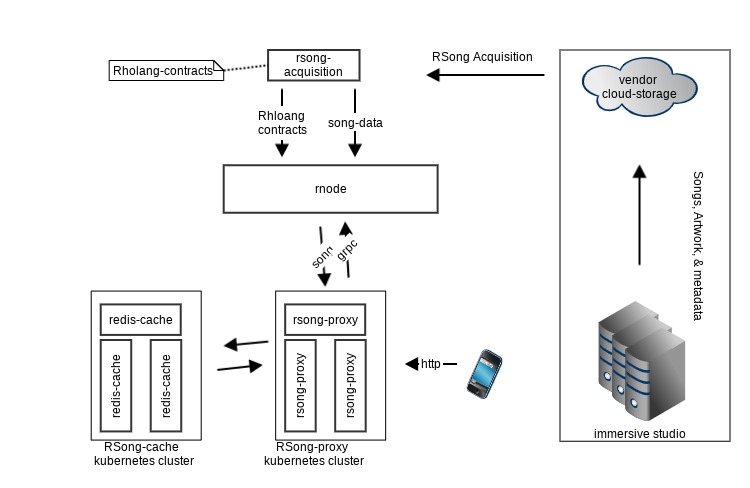 rsong-
acquisition
Rholang-contracts
RSong Acquisition
vendor
cloud-storage
Rhloang
contracts
song-data
rnode
Songs, Artwork, & metadata
song
grpc
redis-cache
redis-cache
redis-cache
rsong-proxy
rsong-proxy
rsong-proxy
http
immersive studio
RSong-cache
kubernetes cluster
RSong-proxy
kubernetes cluster